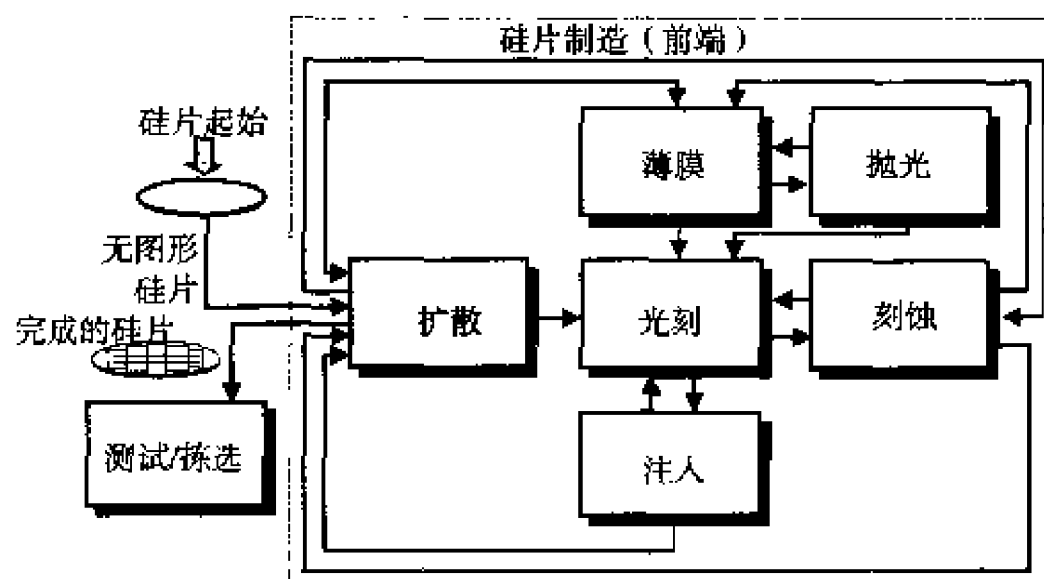 硅片制造（前端）
硅片起始
薄膜
抛光
无图形
硅片
扩散
光刻
刻蚀
完成的硅片
测试/拣选
注人